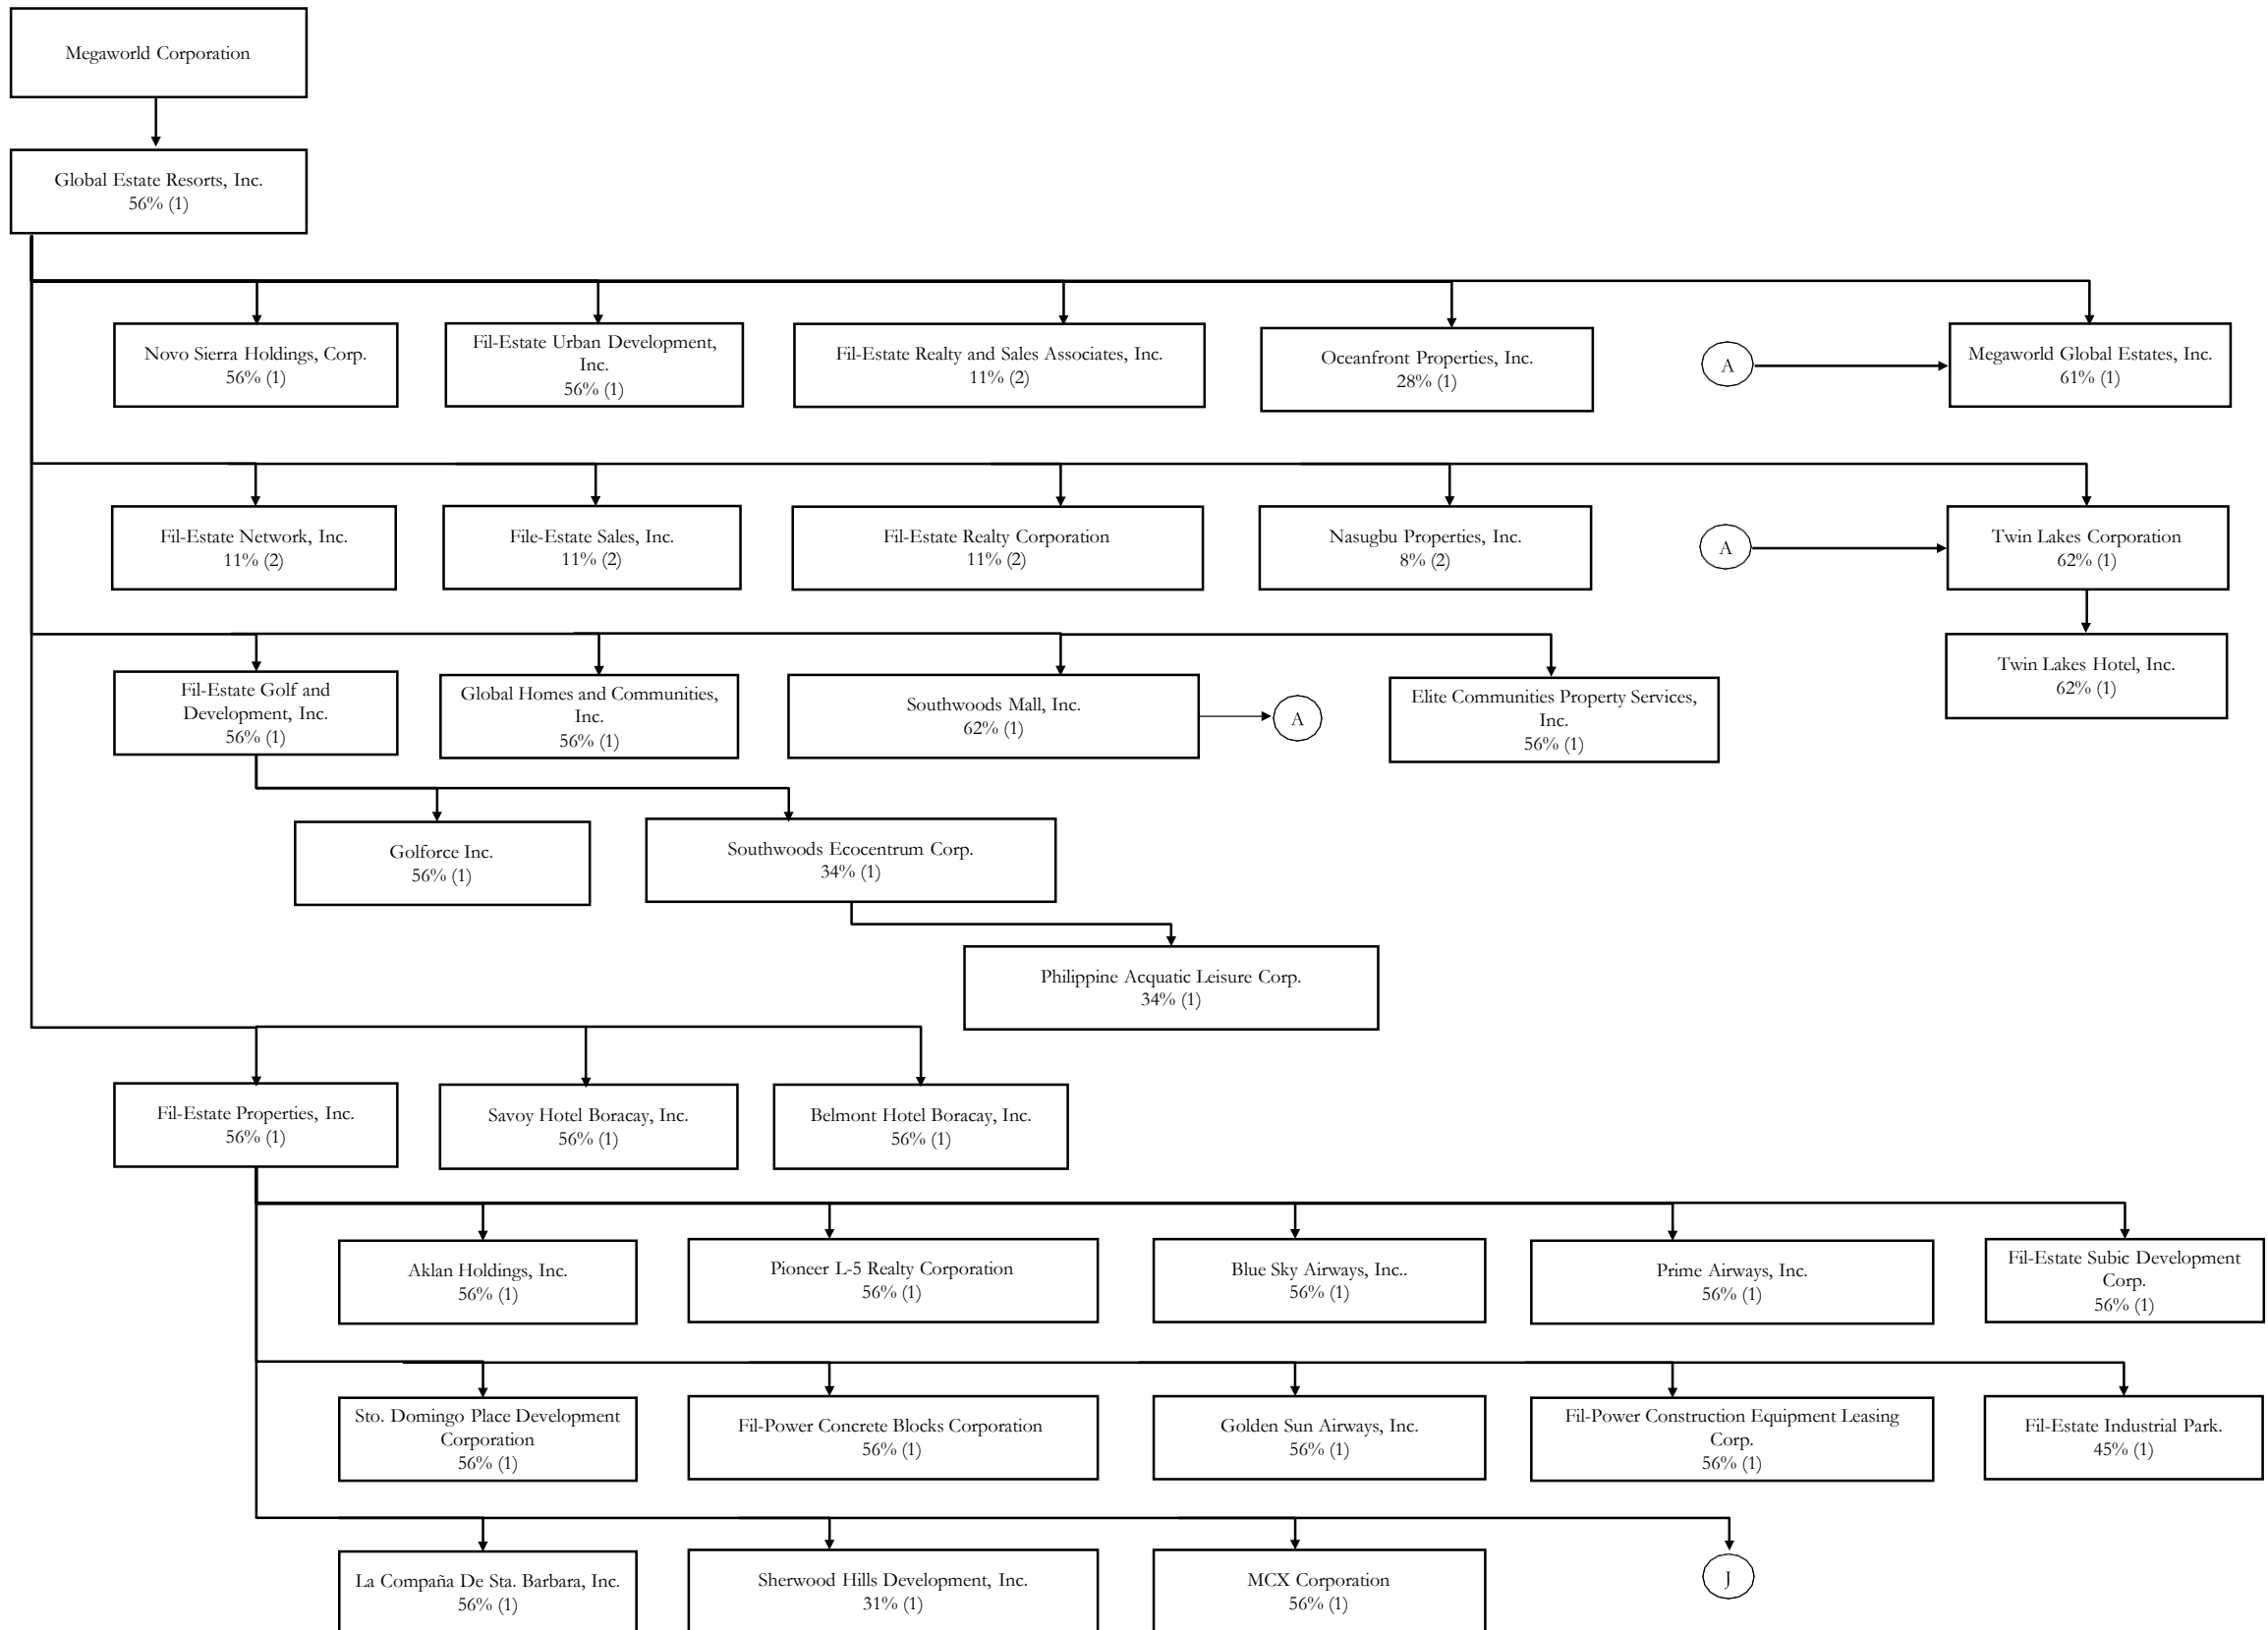 Megaworld Corporation
Global Estate Resorts, Inc.
56% (1)
Novo Sierra Holdings, Corp.
56% (1)
Fil-Estate Urban Development,
Inc.
56% (1)
Fil-Estate Realty and Sales Associates, Inc.
11% (2)
Oceanfront Properties, Inc.
28% (1)
A
Megaworld Global Estates, Inc.
61% (1)
Fil-Estate Network, Inc.
11% (2)
File-Estate Sales, Inc.
11% (2)
Fil-Estate Realty Corporation
11% (2)
Nasugbu Properties, Inc.
8% (2)
A
Twin Lakes Corporation
62% (1)
Twin Lakes Hotel, Inc.
62% (1)
Fil-Estate Golf and
Development, Inc.
56% (1)
Global Homes and Communities,
Inc.
56% (1)
Southwoods Mall, Inc.
62% (1)
A
Elite Communities Property Services,
Inc.
56% (1)
Golforce Inc.
56% (1)
Southwoods Ecocentrum Corp.
34% (1)
Philippine Acquatic Leisure Corp.
34% (1)
Fil-Estate Properties, Inc.
56% (1)
Savoy Hotel Boracay, Inc.
56% (1)
Belmont Hotel Boracay, Inc.
56% (1)
Aklan Holdings, Inc.
56% (1)
Pioneer L-5 Realty Corporation
56% (1)
Blue Sky Airways, Inc..
56% (1)
Prime Airways, Inc.
56% (1)
Fil-Estate Subic Development
Corp.
56% (1)
Sto. Domingo Place Development
Corporation
56% (1)
Fil-Power Concrete Blocks Corporation
56% (1)
Golden Sun Airways, Inc.
56% (1)
Fil-Power Construction Equipment Leasing
Corp.
56% (1)
Fil-Estate Industrial Park.
45% (1)
La Compaña De Sta. Barbara, Inc.
56% (1)
Sherwood Hills Development, Inc.
31% (1)
MCX Corporation
56% (1)
J